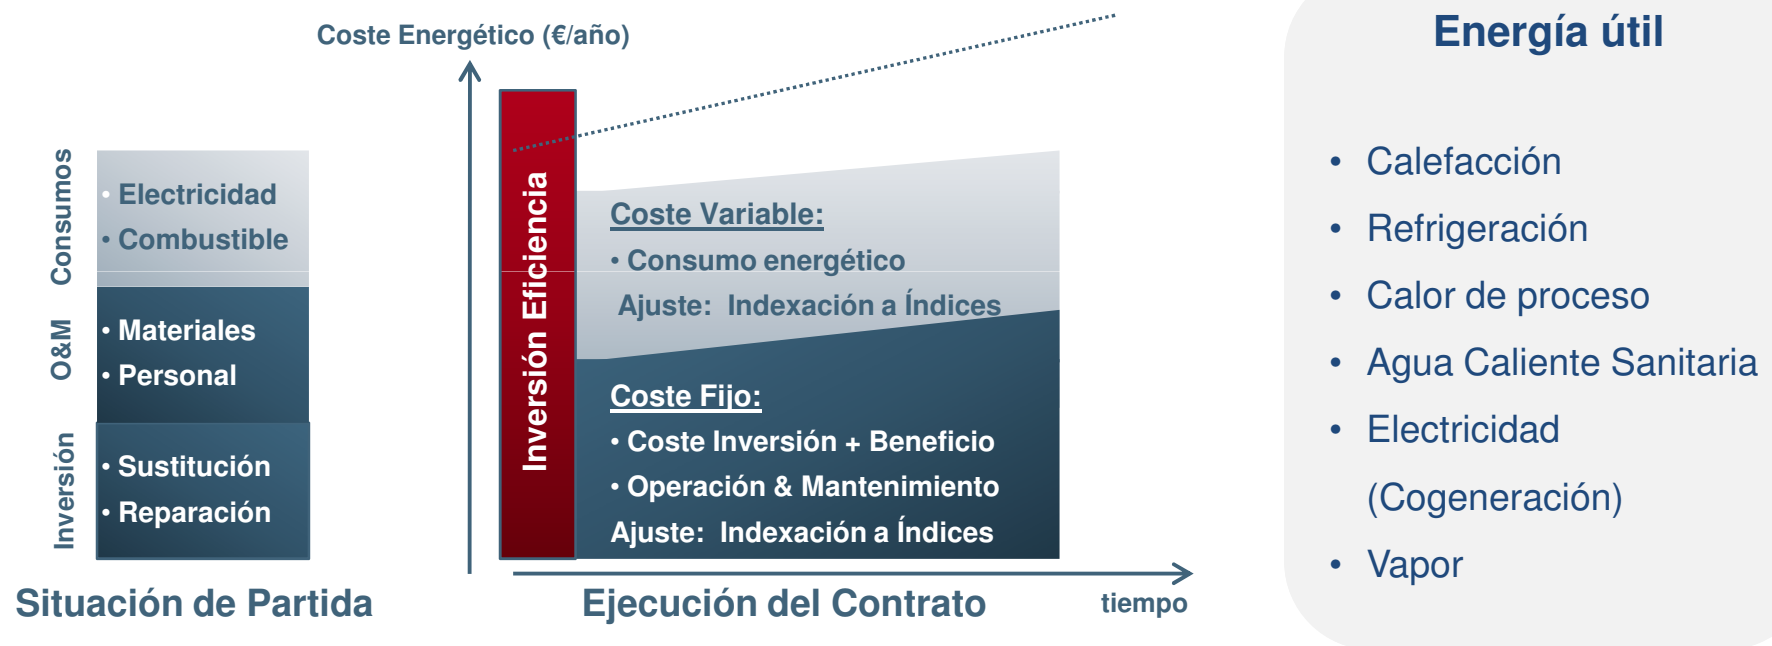 Coste Energético (€/año)
Consumos
• Electricidad
• Combustible
O&M
• Materiales
• Personal
Inversión
• Sustitución
• Reparación
Situación de Partida
Inversión Eficiencia
Coste Variable:
• Consumo energético
Ajuste: Indexación a Índices
Coste Fijo:
• Coste Inversión + Beneficio
• Operación & Mantenimiento
Ajuste: Indexación a Índices
Ejecución del Contrato
tiempo
Energía útil
• Calefacción
• Refrigeración
• Calor de proceso
• Agua Caliente Sanitaria
• Electricidad
(Cogeneración)
• Vapor